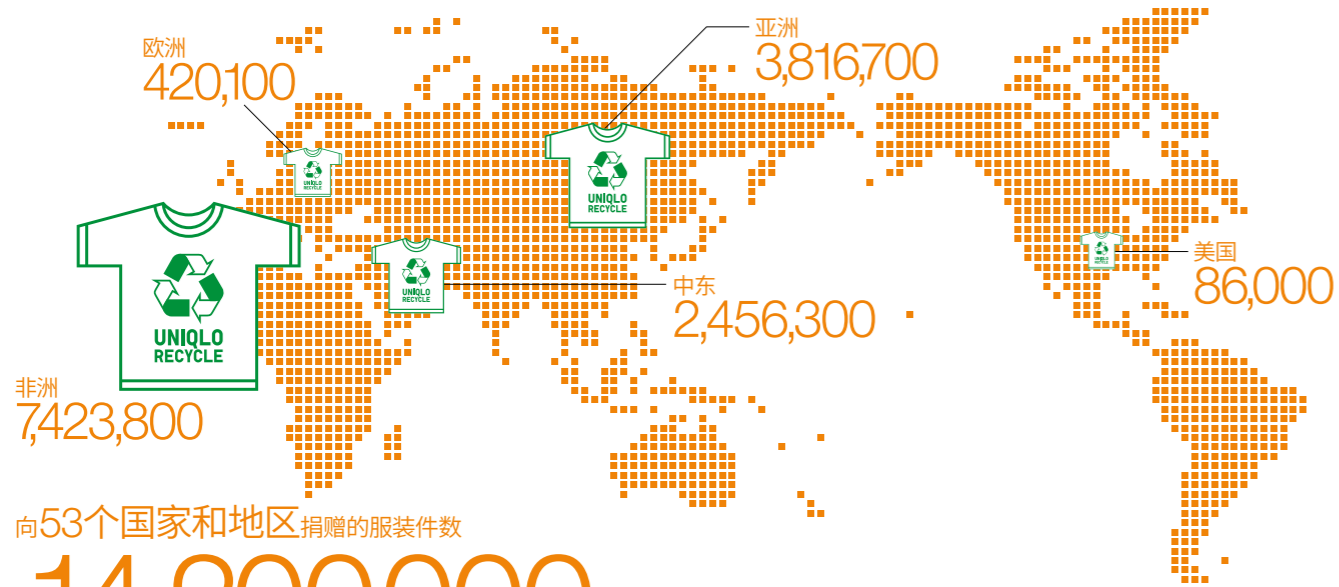 欧洲
420,100
亚洲
3,816,700
UNIQLO
RECYCLE
UNIQLO
RECYCLE
UNIQLO
RECYCLE
UNIQLO
RECYCLE
美国
86,000
UNIQLO
RECYCLE
中东
2,456,300
非洲
7,423,800
向53个国家和地区捐赠的服装件数